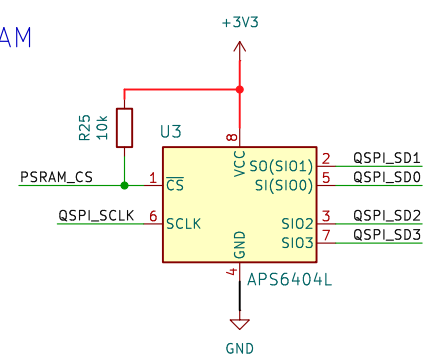 +3V3
AM
R25
10k
U3
8
VCC
SO(SIO1)
2
QSPI_SD1
PSRAM_CS
1
CS
SI(SIO0)
5
QSPI_SD0
QSPI_SCLK
6
SCLK
SIO2
3
QSPI_SD2
SIO3
7
QSPI_SD3
GND
4
APS6404L
GND